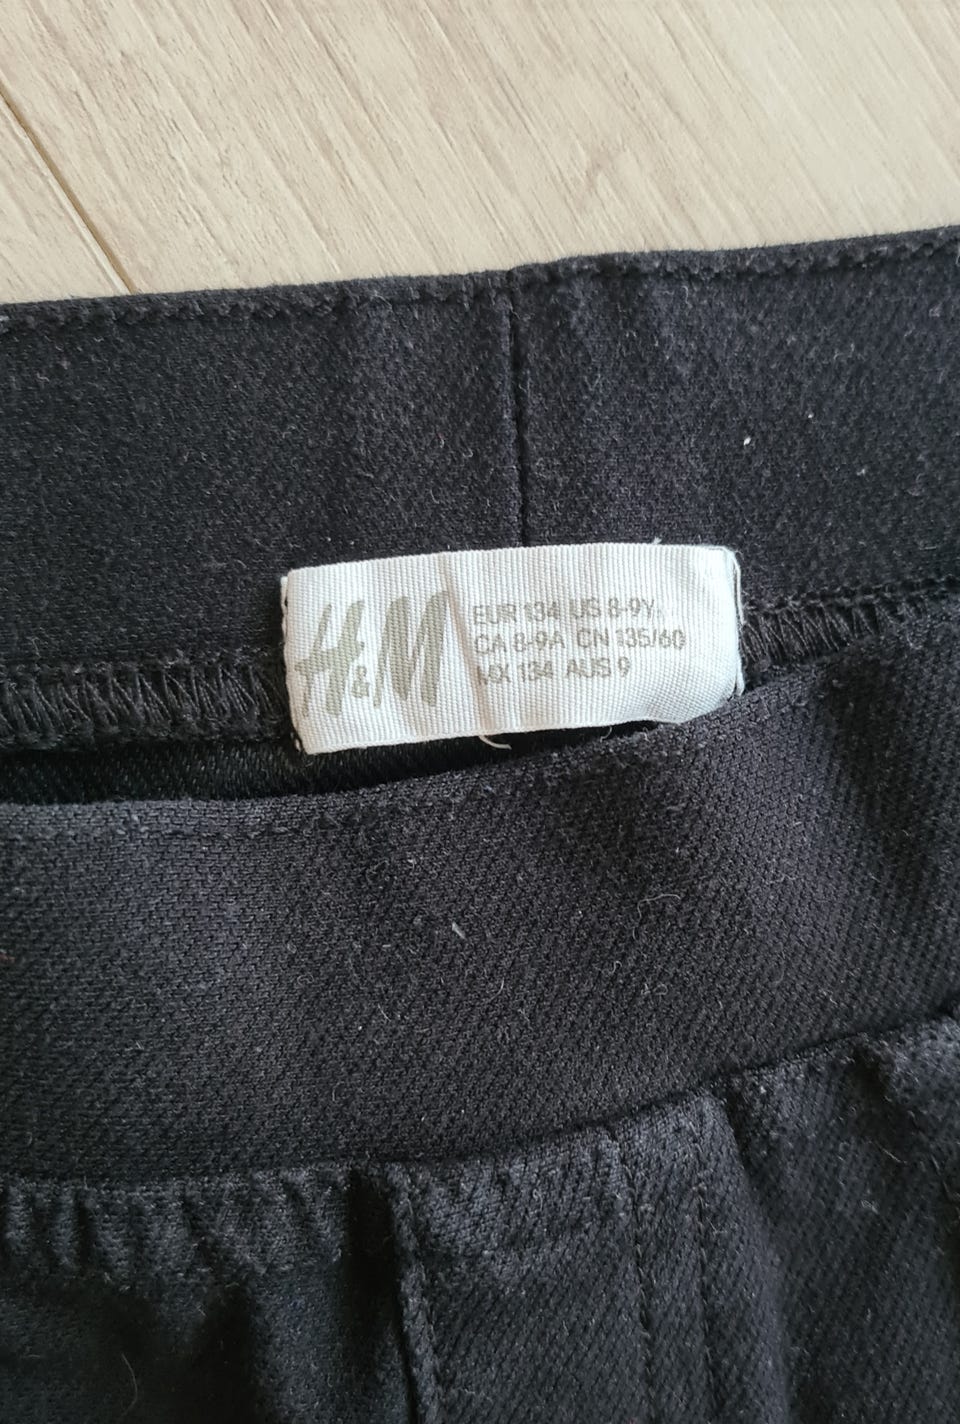 H&M
EUR 134 US 8-9Y
CA 8-9A CN 135/60
MX 134 AUS 9